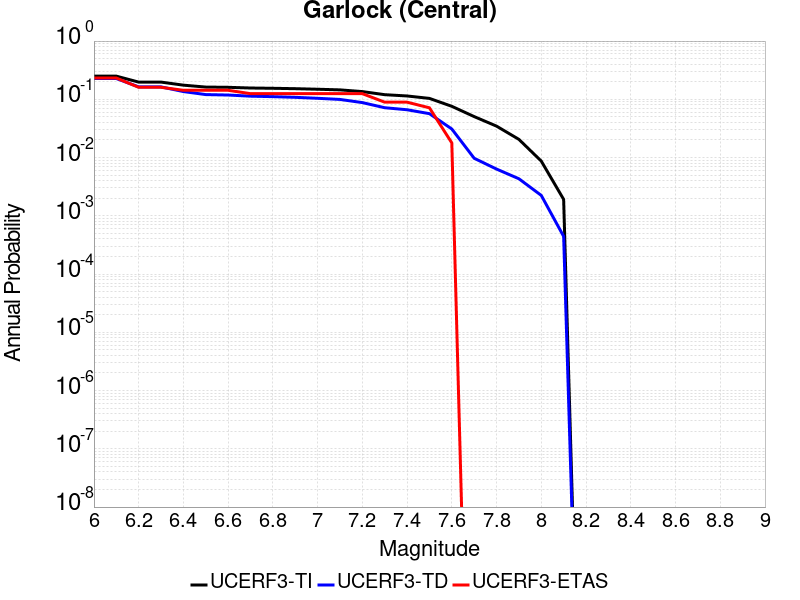 Garlock (Central)
10^0
10^-1
10^-2
10^-3
10^-4
10^-5
10^-6
10^-7
10^-8
Annual Probability
6 6.2 6.4 6.6 6.8 7 7.2 7.4 7.6 7.8 8 8.2 8.4 8.6 8.8 9
Magnitude
UCERF3-TI UCERF3-TD UCERF3-ETAS